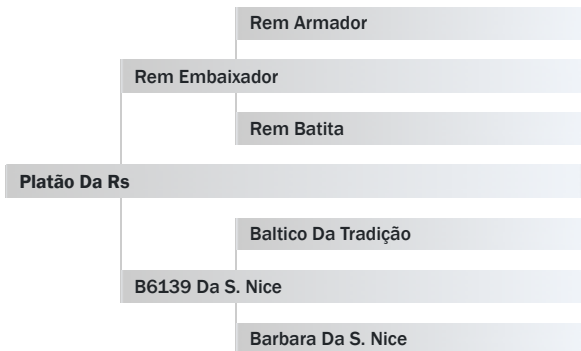 Rem Armador
Rem Embaixador
Rem Batita
Platão Da Rs
Baltico Da Tradição
B6139 Da S. Nice
Barbara Da S. Nice